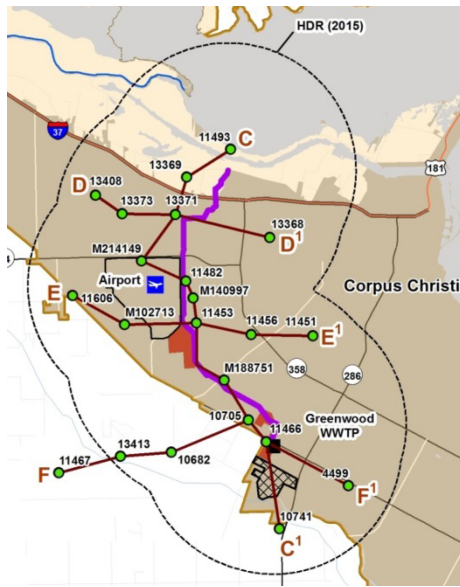 HDR (2015)
11493
C
37
13369
181
D
13408
13373
13371
13368
D1
M214149
4
Airport
11482
Corpus Christi
E
M140997
11606
M102713
11453
11456
11451
E1
M188751
358
286
10705
11466
Greenwood
WWTP
13413
10682
11467
F
4499
F1
10741
C1